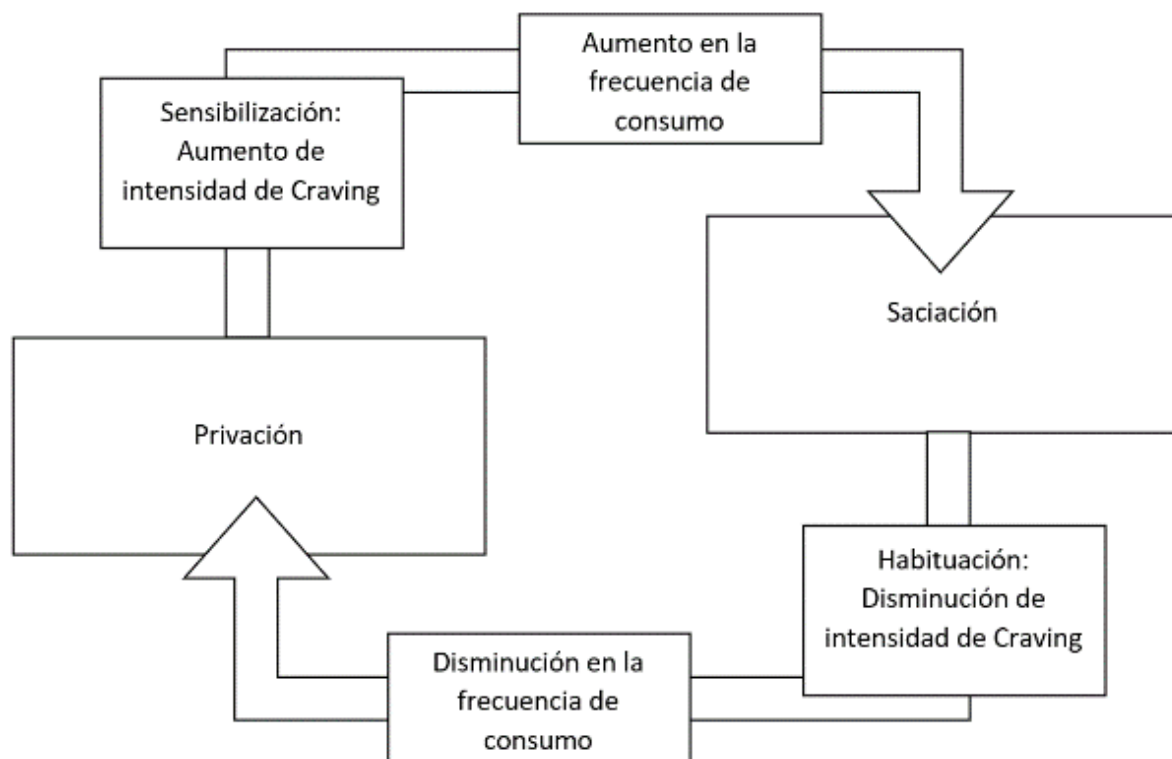 Aumento en la
frecuencia de
consumo
Sensibilización:
Aumento de
intensidad de Craving
Saciación
Privación
Habituación:
Disminución de
intensidad de Craving
Disminución en la
frecuencia de
consumo